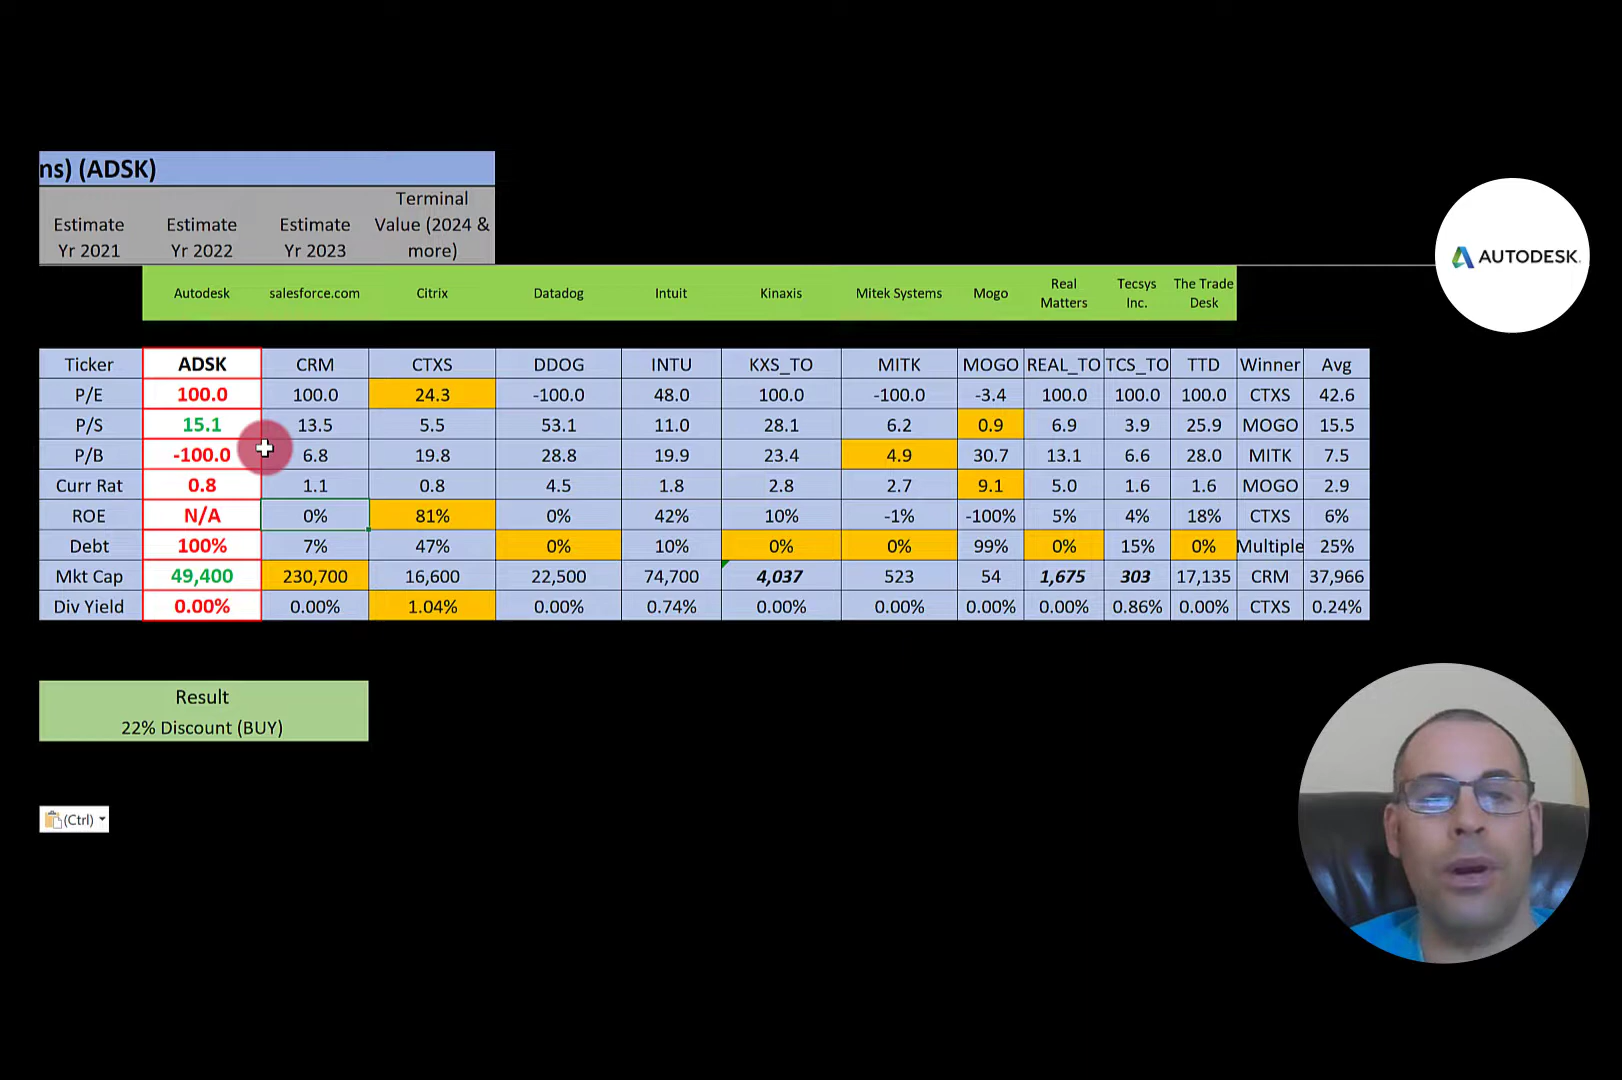 ns) (ADSK)
Estimate Yr 2021 Estimate Yr 2022 Estimate Yr 2023 Terminal Value (2024 & more)
AUTODESK
Autodesk salesforce.com Citrix Datadog Intuit Kinaxis Mitek Systems Mogo Real Matters Tecsys Inc. The Trade Desk
Ticker ADSK CRM CTXS DDOG INTU KXS_TO MITK MOGO REAL_TO TCS_TO TTD Winner Avg
P/E 100.0 100.0 24.3 -100.0 48.0 100.0 -100.0 -3.4 100.0 100.0 100.0 CTXS 42.6
P/S 15.1 13.5 5.5 53.1 11.0 28.1 6.2 0.9 6.9 3.9 25.9 MOGO 15.5
P/B -100.0 6.8 19.8 28.8 19.9 23.4 4.9 30.7 13.1 6.6 28.0 MITK 7.5
Curr Rat 0.8 1.1 0.8 4.5 1.8 2.8 2.7 9.1 5.0 1.6 1.6 MOGO 2.9
ROE N/A 0% 81% 0% 42% 10% -1% -100% 5% 4% 18% CTXS 6%
Debt 100% 7% 47% 0% 10% 0% 0% 99% 0% 15% 0% Multiple 25%
Mkt Cap 49,400 230,700 16,600 22,500 74,700 4,037 523 54 1,675 303 17,135 CRM 37,966
Div Yield 0.00% 0.00% 1.04% 0.00% 0.74% 0.00% 0.00% 0.00% 0.00% 0.86% 0.00% CTXS 0.24%
Result
22% Discount (BUY)
(Ctrl)